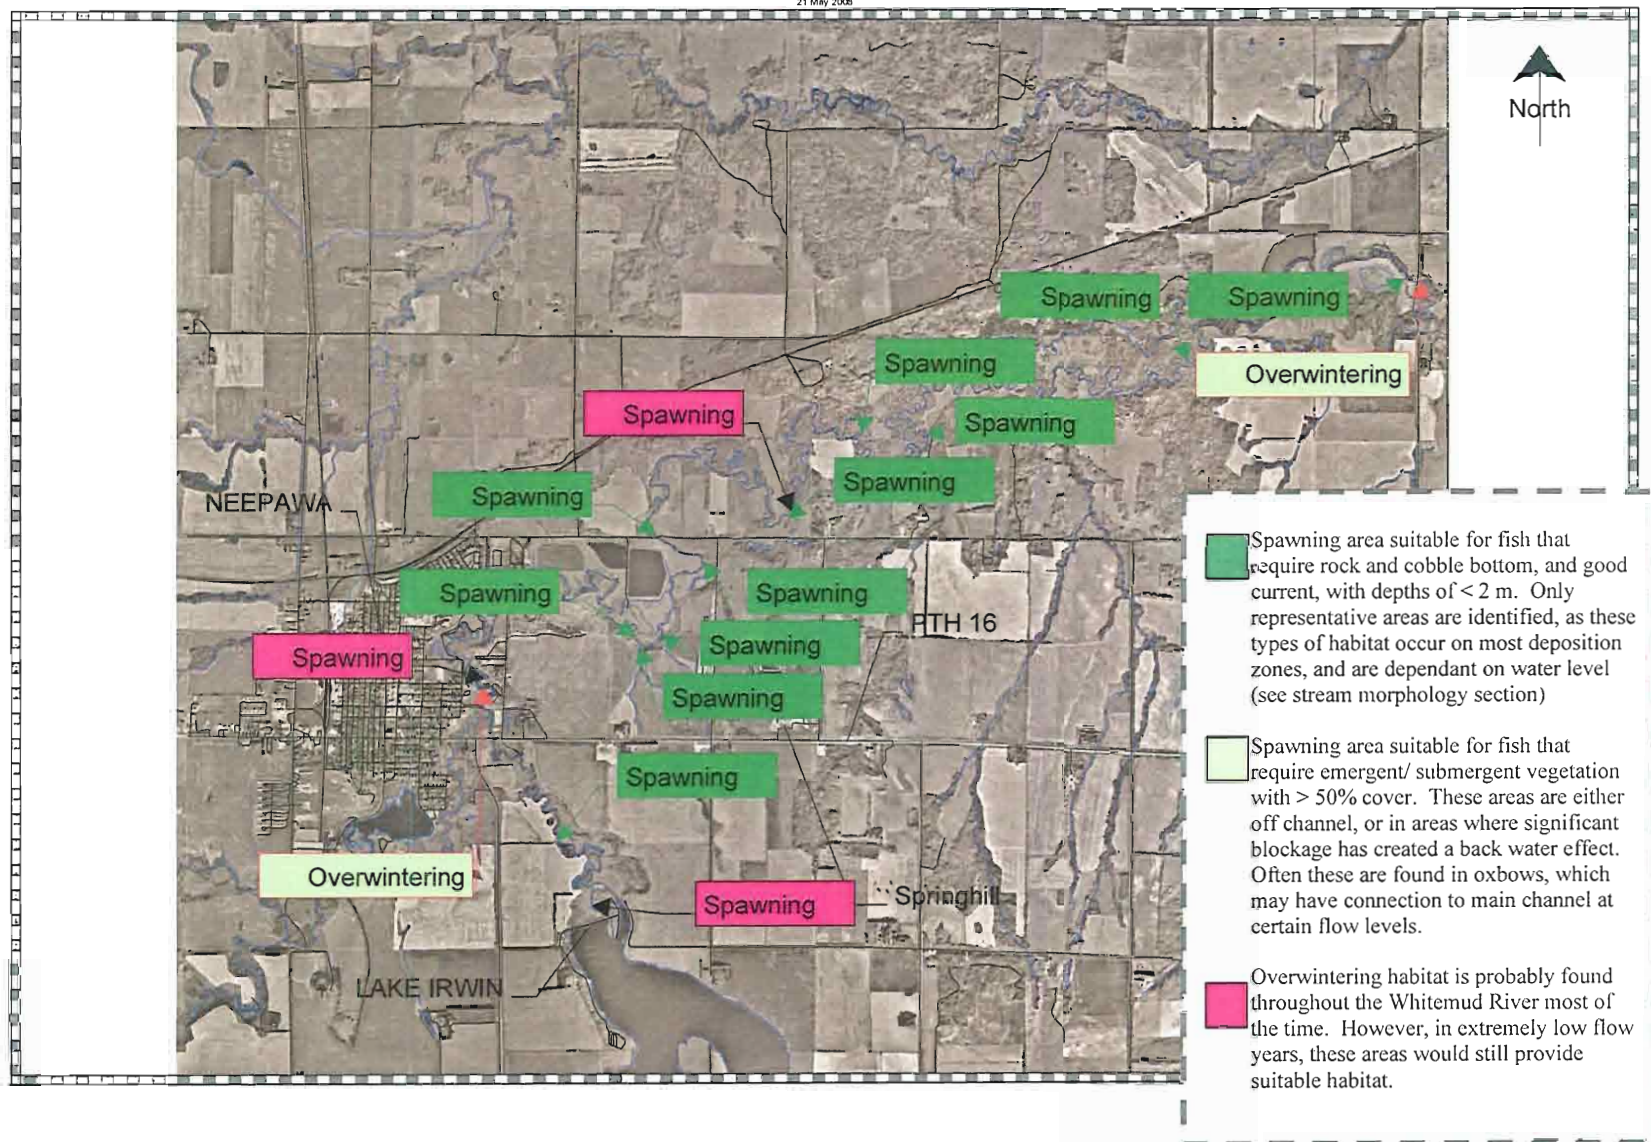 21 May 2008
North
Spawning
Spawning
Spawning
Overwintering
Spawning
Spawning
Spawning
Spawning
NEEPAWA
Spawning
Spawning
PTH 16
Spawning
Spawning
Spawning
Spawning
Overwintering
Spawning
Springhill
LAKE IRWIN
Spawning area suitable for fish that
require rock and cobble bottom, and good
current, with depths of < 2 m. Only
representative areas are identified, as these
types of habitat occur on most deposition
zones, and are dependant on water level
(see stream morphology section)
Spawning area suitable for fish that
require emergent/ submergent vegetation
with > 50% cover. These areas are either
off channel, or in areas where significant
blockage has created a back water effect.
Often these are found in oxbows, which
may have connection to main channel at
certain flow levels.
Overwintering habitat is probably found
throughout the Whitemud River most of
the time. However, in extremely low flow
years, these areas would still provide
suitable habitat.